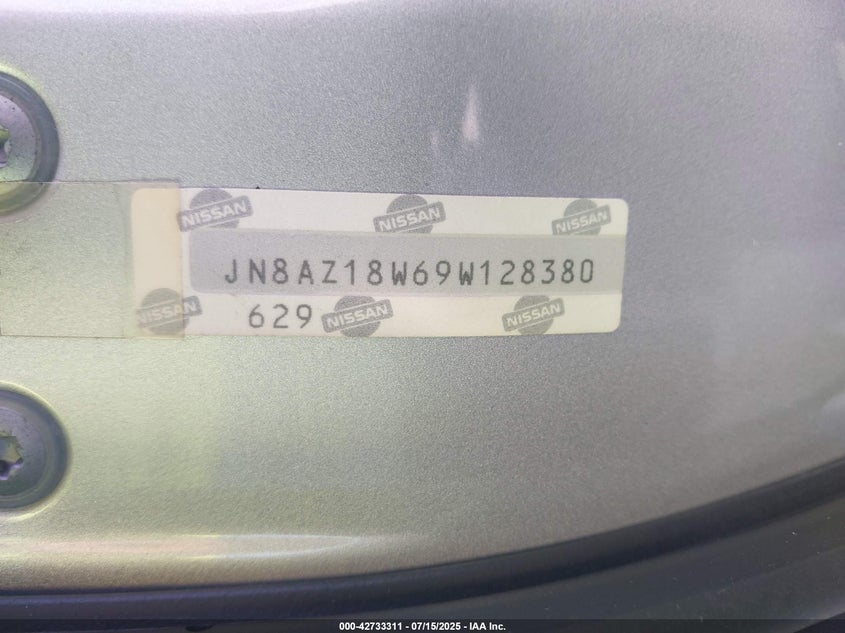 NISSAN NISSAN NISSAN
JN8AZ18W69W128380
629
NISSAN NISSAN NISSAN
000-42733311 - 07/15/2025 - IAA Inc.